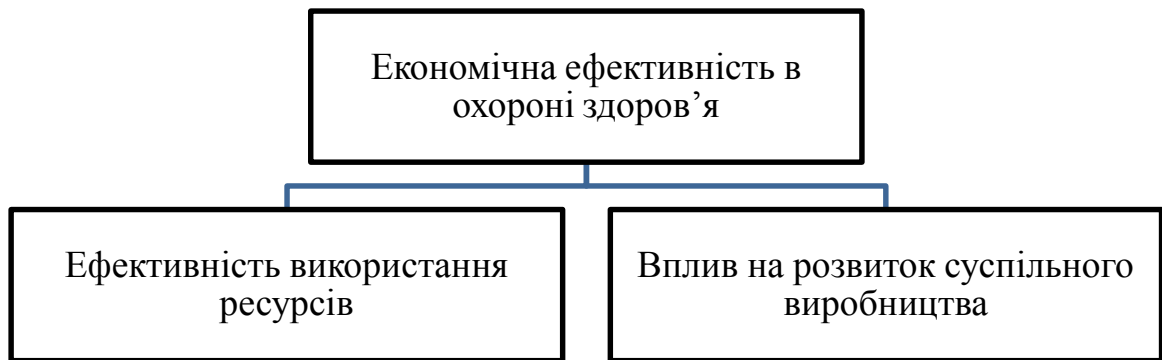 Економічна ефективність в
охороні здоров’я
Ефективність використання
ресурсів
Вплив на розвиток суспільного
виробництва